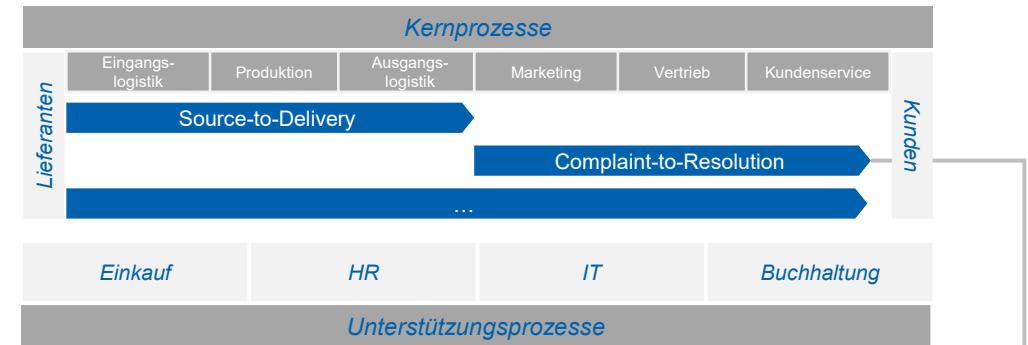 Kernprozesse
Eingangs-
logistik
Produktion
Ausgangs-
logistik
Marketing
Vertrieb
Kundenservice
Lieferanten
Source-to-Delivery
Complaint-to-Resolution
...
Kunden
Einkauf
HR
IT
Buchhaltung
Unterstützungsprozesse